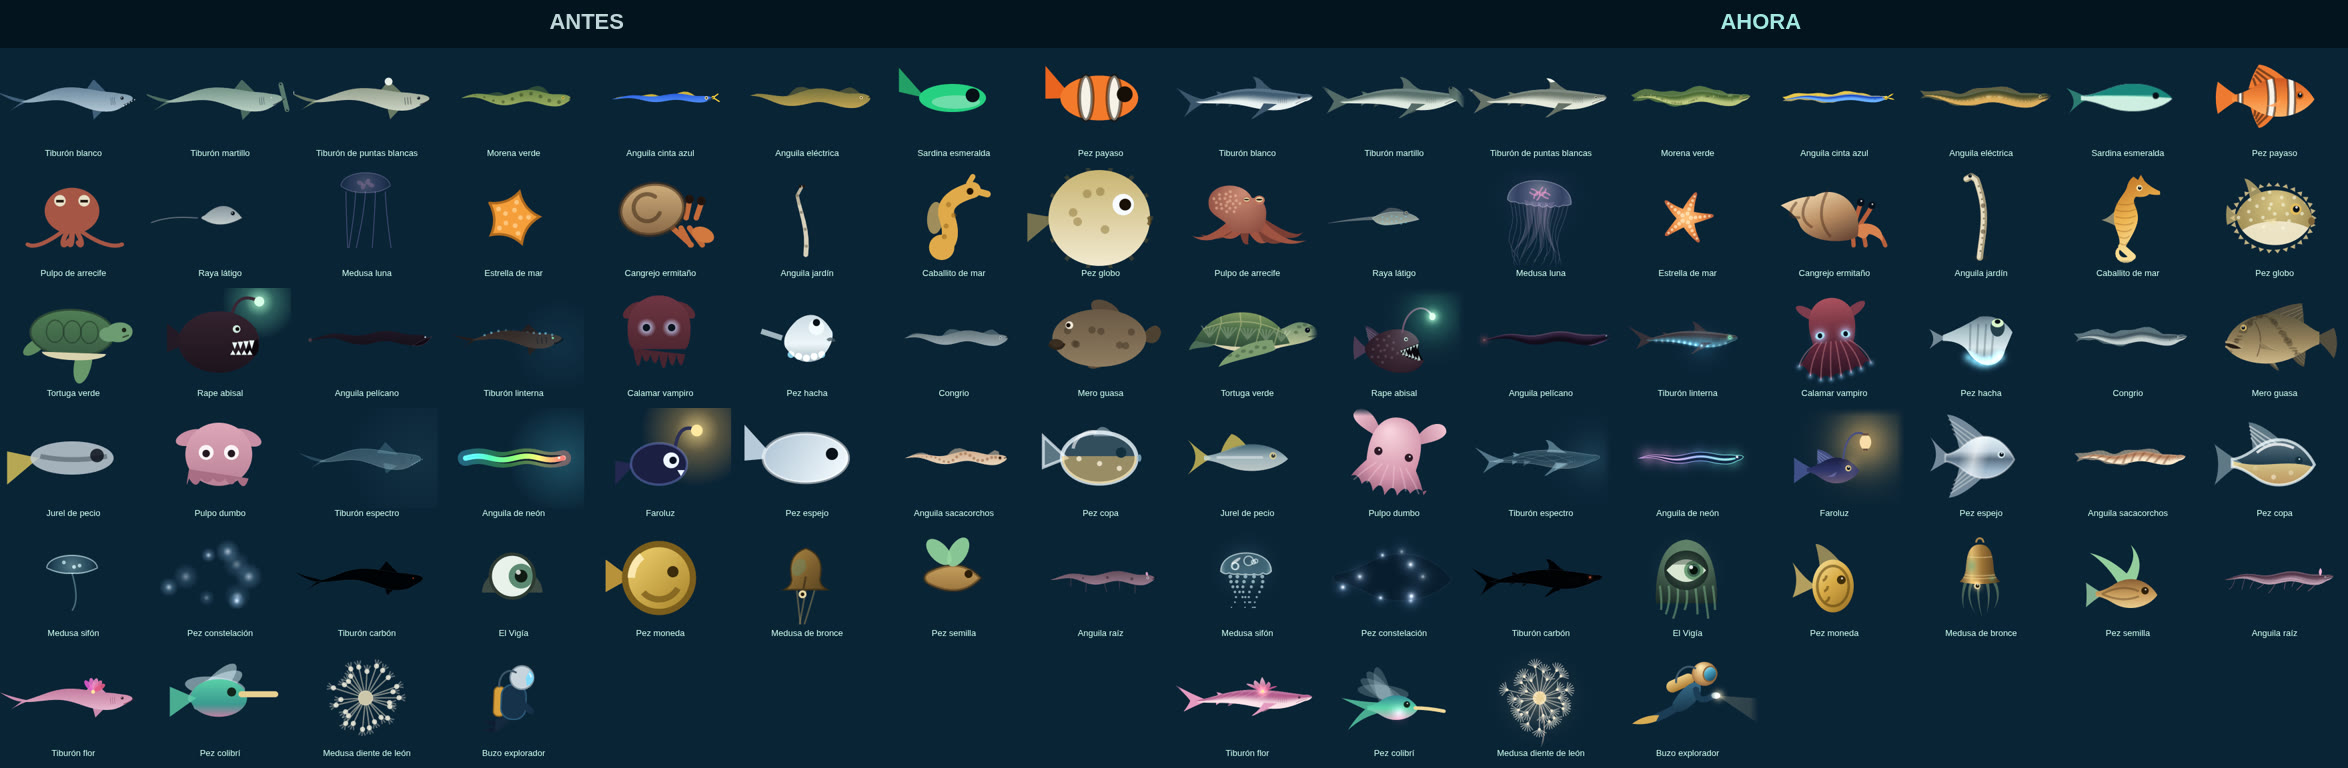 ANTES AHORA
Tiburón blanco Tiburón martillo Tiburón de puntas blancas Morena verde Anguila cinta azul Anguila eléctrica Sardina esmeralda Pez payaso Tiburón blanco Tiburón martillo Tiburón de puntas blancas Morena verde Anguila cinta azul Anguila eléctrica Sardina esmeralda Pez payaso
Pulpo de arrecife Raya látigo Medusa luna Estrella de mar Cangrejo ermitaño Anguila jardín Caballito de mar Pez globo Pulpo de arrecife Raya látigo Medusa luna Estrella de mar Cangrejo ermitaño Anguila jardín Caballito de mar Pez globo
Tortuga verde Rape abisal Anguila pelícano Tiburón linterna Calamar vampiro Pez hacha Congrio Mero guasa Tortuga verde Rape abisal Anguila pelícano Tiburón linterna Calamar vampiro Pez hacha Congrio Mero guasa
Jurel de pecio Pulpo dumbo Tiburón espectro Anguila de neón Faroluz Pez espejo Anguila sacacorchos Pez copa Jurel de pecio Pulpo dumbo Tiburón espectro Anguila de neón Faroluz Pez espejo Anguila sacacorchos Pez copa
Medusa sifón Pez constelación Tiburón carbón El Vigía Pez moneda Medusa de bronce Pez semilla Anguila raíz Medusa sifón Pez constelación Tiburón carbón El Vigía Pez moneda Medusa de bronce Pez semilla Anguila raíz
Tiburón flor Pez colibrí Medusa diente de león Buzo explorador Tiburón flor Pez colibrí Medusa diente de león Buzo explorador